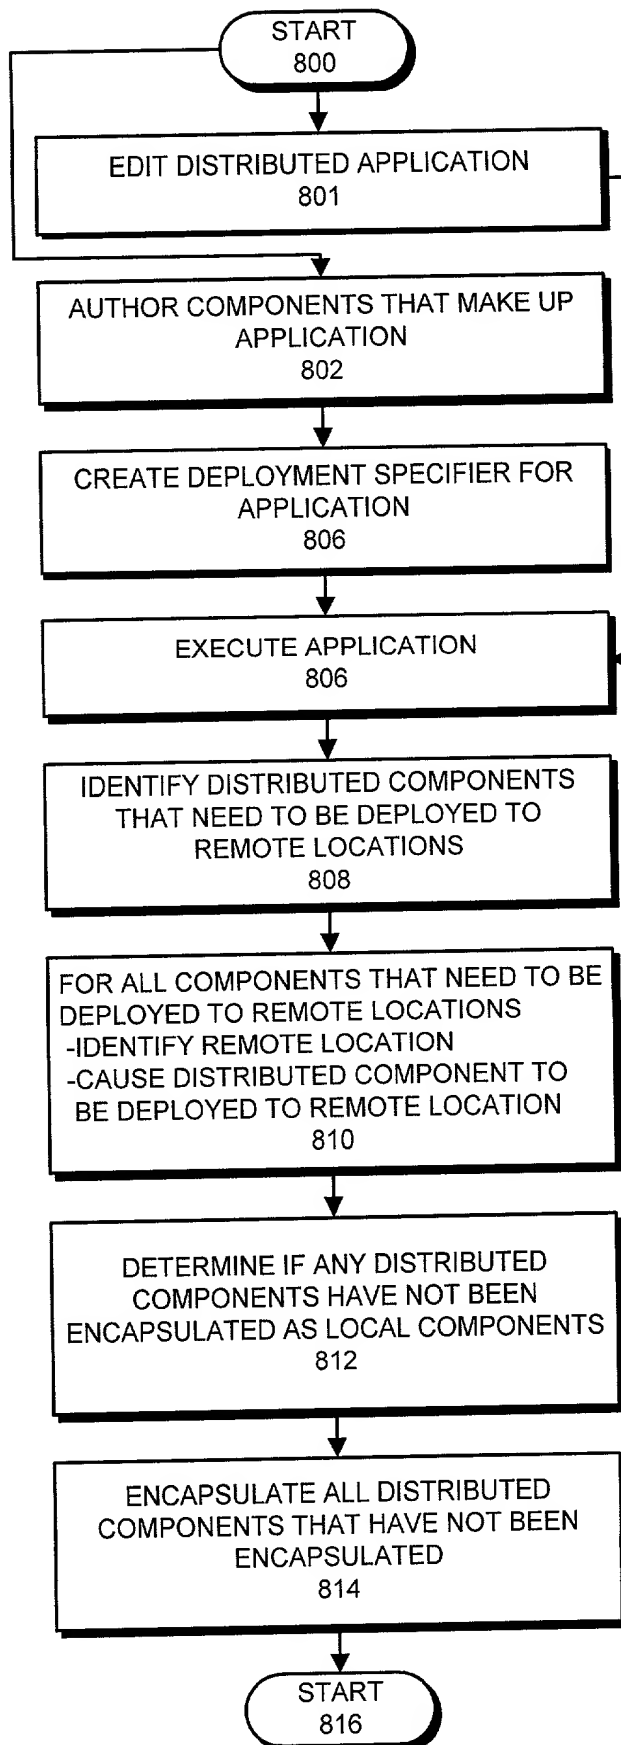 START
800
EDIT DISTRIBUTED APPLICATION
801
AUTHOR COMPONENTS THAT MAKE UP
APPLICATION
802
CREATE DEPLOYMENT SPECIFIER FOR
APPLICATION
806
EXECUTE APPLICATION
806
IDENTIFY DISTRIBUTED COMPONENTS
THAT NEED TO BE DEPLOYED TO
REMOTE LOCATIONS
808
FOR ALL COMPONENTS THAT NEED TO BE
DEPLOYED TO REMOTE LOCATIONS
-IDENTIFY REMOTE LOCATION
-CAUSE DISTRIBUTED COMPONENT TO
BE DEPLOYED TO REMOTE LOCATION
810
DETERMINE IF ANY DISTRIBUTED
COMPONENTS HAVE NOT BEEN
ENCAPSULATED AS LOCAL COMPONENTS
812
ENCAPSULATE ALL DISTRIBUTED
COMPONENTS THAT HAVE NOT BEEN
ENCAPSULATED
814
START
816